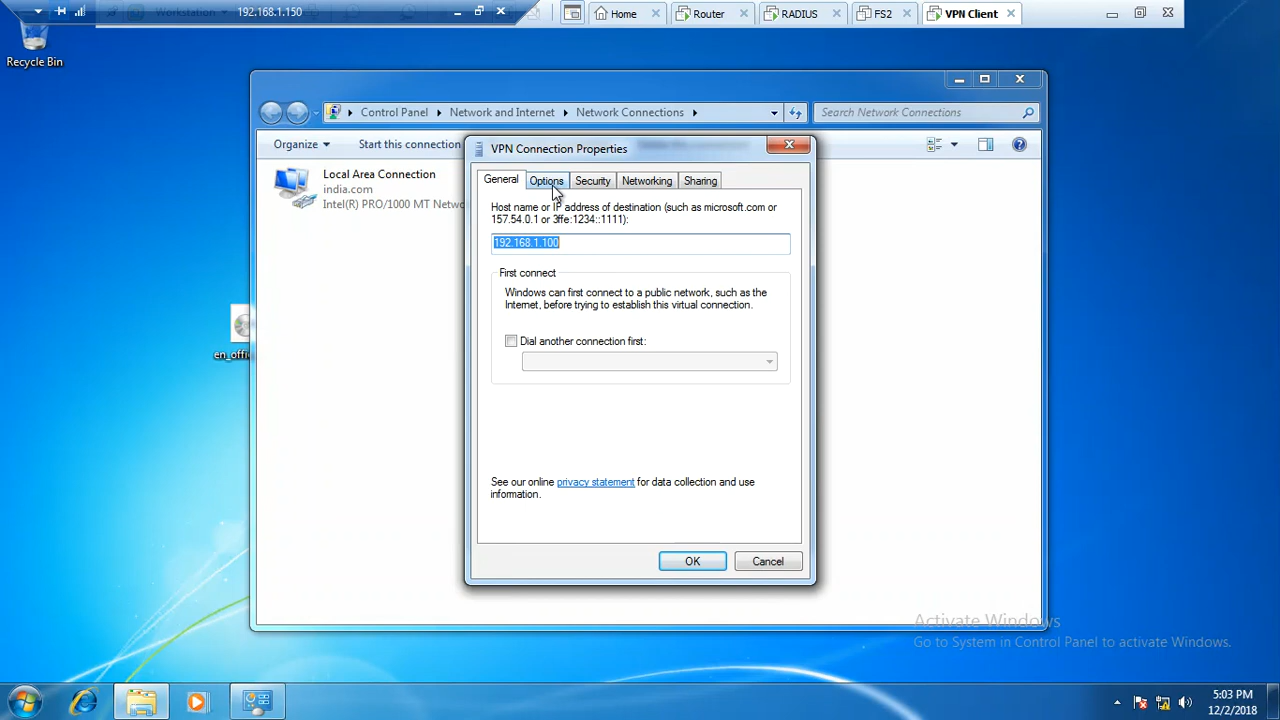 Workstation
192.168.1.150
Home
Router
RADIUS
FS2
VPN Client
Recycle Bin
Control Panel
Network and Internet
Network Connections
Search Network Connections
Organize
Start this connection
Local Area Connection
india.com
Intel(R) PRO/1000 MT Netw
VPN Connection Properties
General
Options
Security
Networking
Sharing
Host name or IP address of destination (such as microsoft.com or
157.54.0.1 or 3ffe:1234::1111):
192.168.1.100
First connect
Windows can first connect to a public network, such as the
Internet, before trying to establish this virtual connection.
Dial another connection first:
See our online privacy statement for data collection and use
information.
OK
Cancel
en_offi
Activate Windows
Go to System in Control Panel to activate Windows.
5:03 PM
12/2/2018